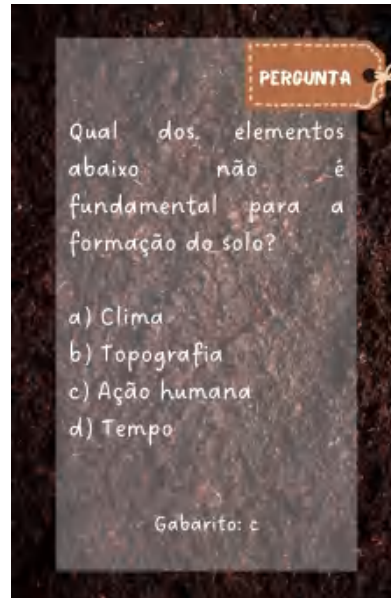 PERGUNTA
Qual dos elementos
abaixo não é
fundamental para a
formação do solo?
a) Clima
b) Topografia
c) Ação humana
d) Tempo
Gabarito: c